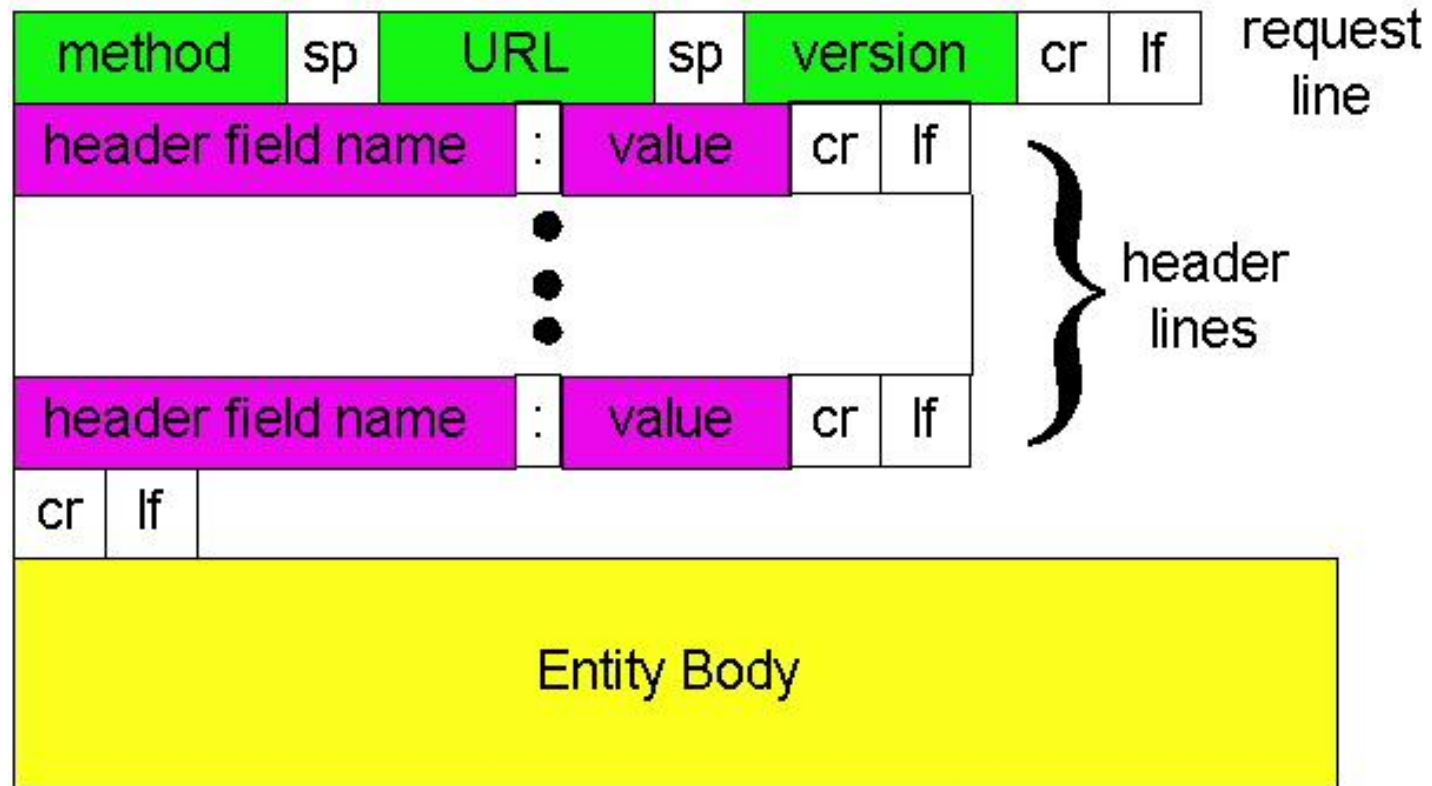 method sp URL sp version cr lf
request
line
header field name : value cr lf
header
lines
header field name : value cr lf
cr lf
Entity Body